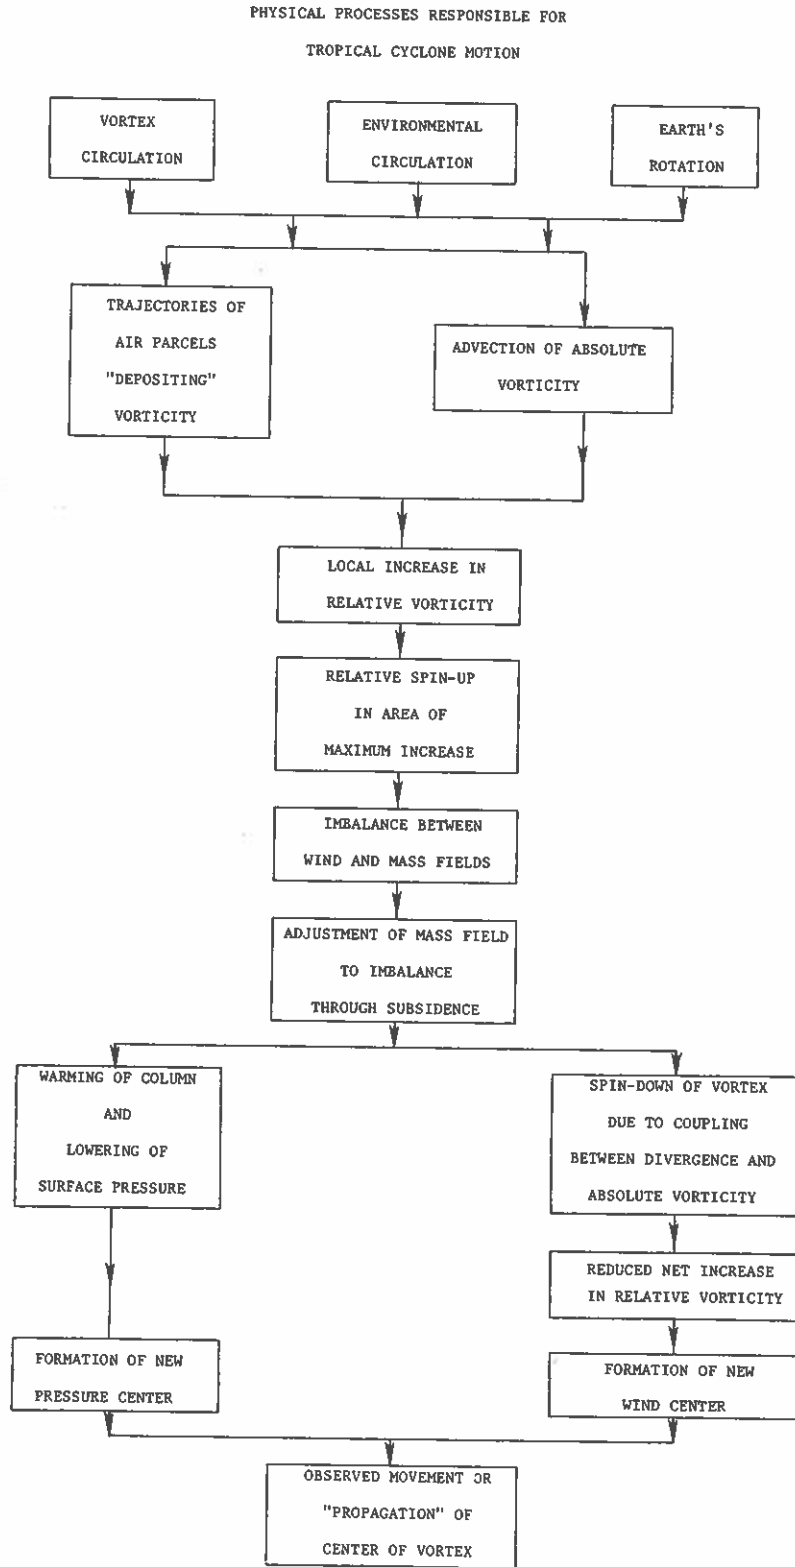 PHYSICAL PROCESSES RESPONSIBLE FOR
TROPICAL CYCLONE MOTION
VORTEX
CIRCULATION
ENVIRONMENTAL
CIRCULATION
EARTH'S
ROTATION
TRAJECTORIES OF
AIR PARCELS
"DEPOSITING"
VORTICITY
ADVECTION OF ABSOLUTE
VORTICITY
LOCAL INCREASE IN
RELATIVE VORTICITY
RELATIVE SPIN-UP
IN AREA OF
MAXIMUM INCREASE
IMBALANCE BETWEEN
WIND AND MASS FIELDS
ADJUSTMENT OF MASS FIELD
TO IMBALANCE
THROUGH SUBSIDENCE
WARMING OF COLUMN
AND
LOWERING OF
SURFACE PRESSURE
SPIN-DOWN OF VORTEX
DUE TO COUPLING
BETWEEN DIVERGENCE AND
ABSOLUTE VORTICITY
REDUCED NET INCREASE
IN RELATIVE VORTICITY
FORMATION OF NEW
PRESSURE CENTER
FORMATION OF NEW
WIND CENTER
OBSERVED MOVEMENT OR
"PROPAGATION" OF
CENTER OF VORTEX